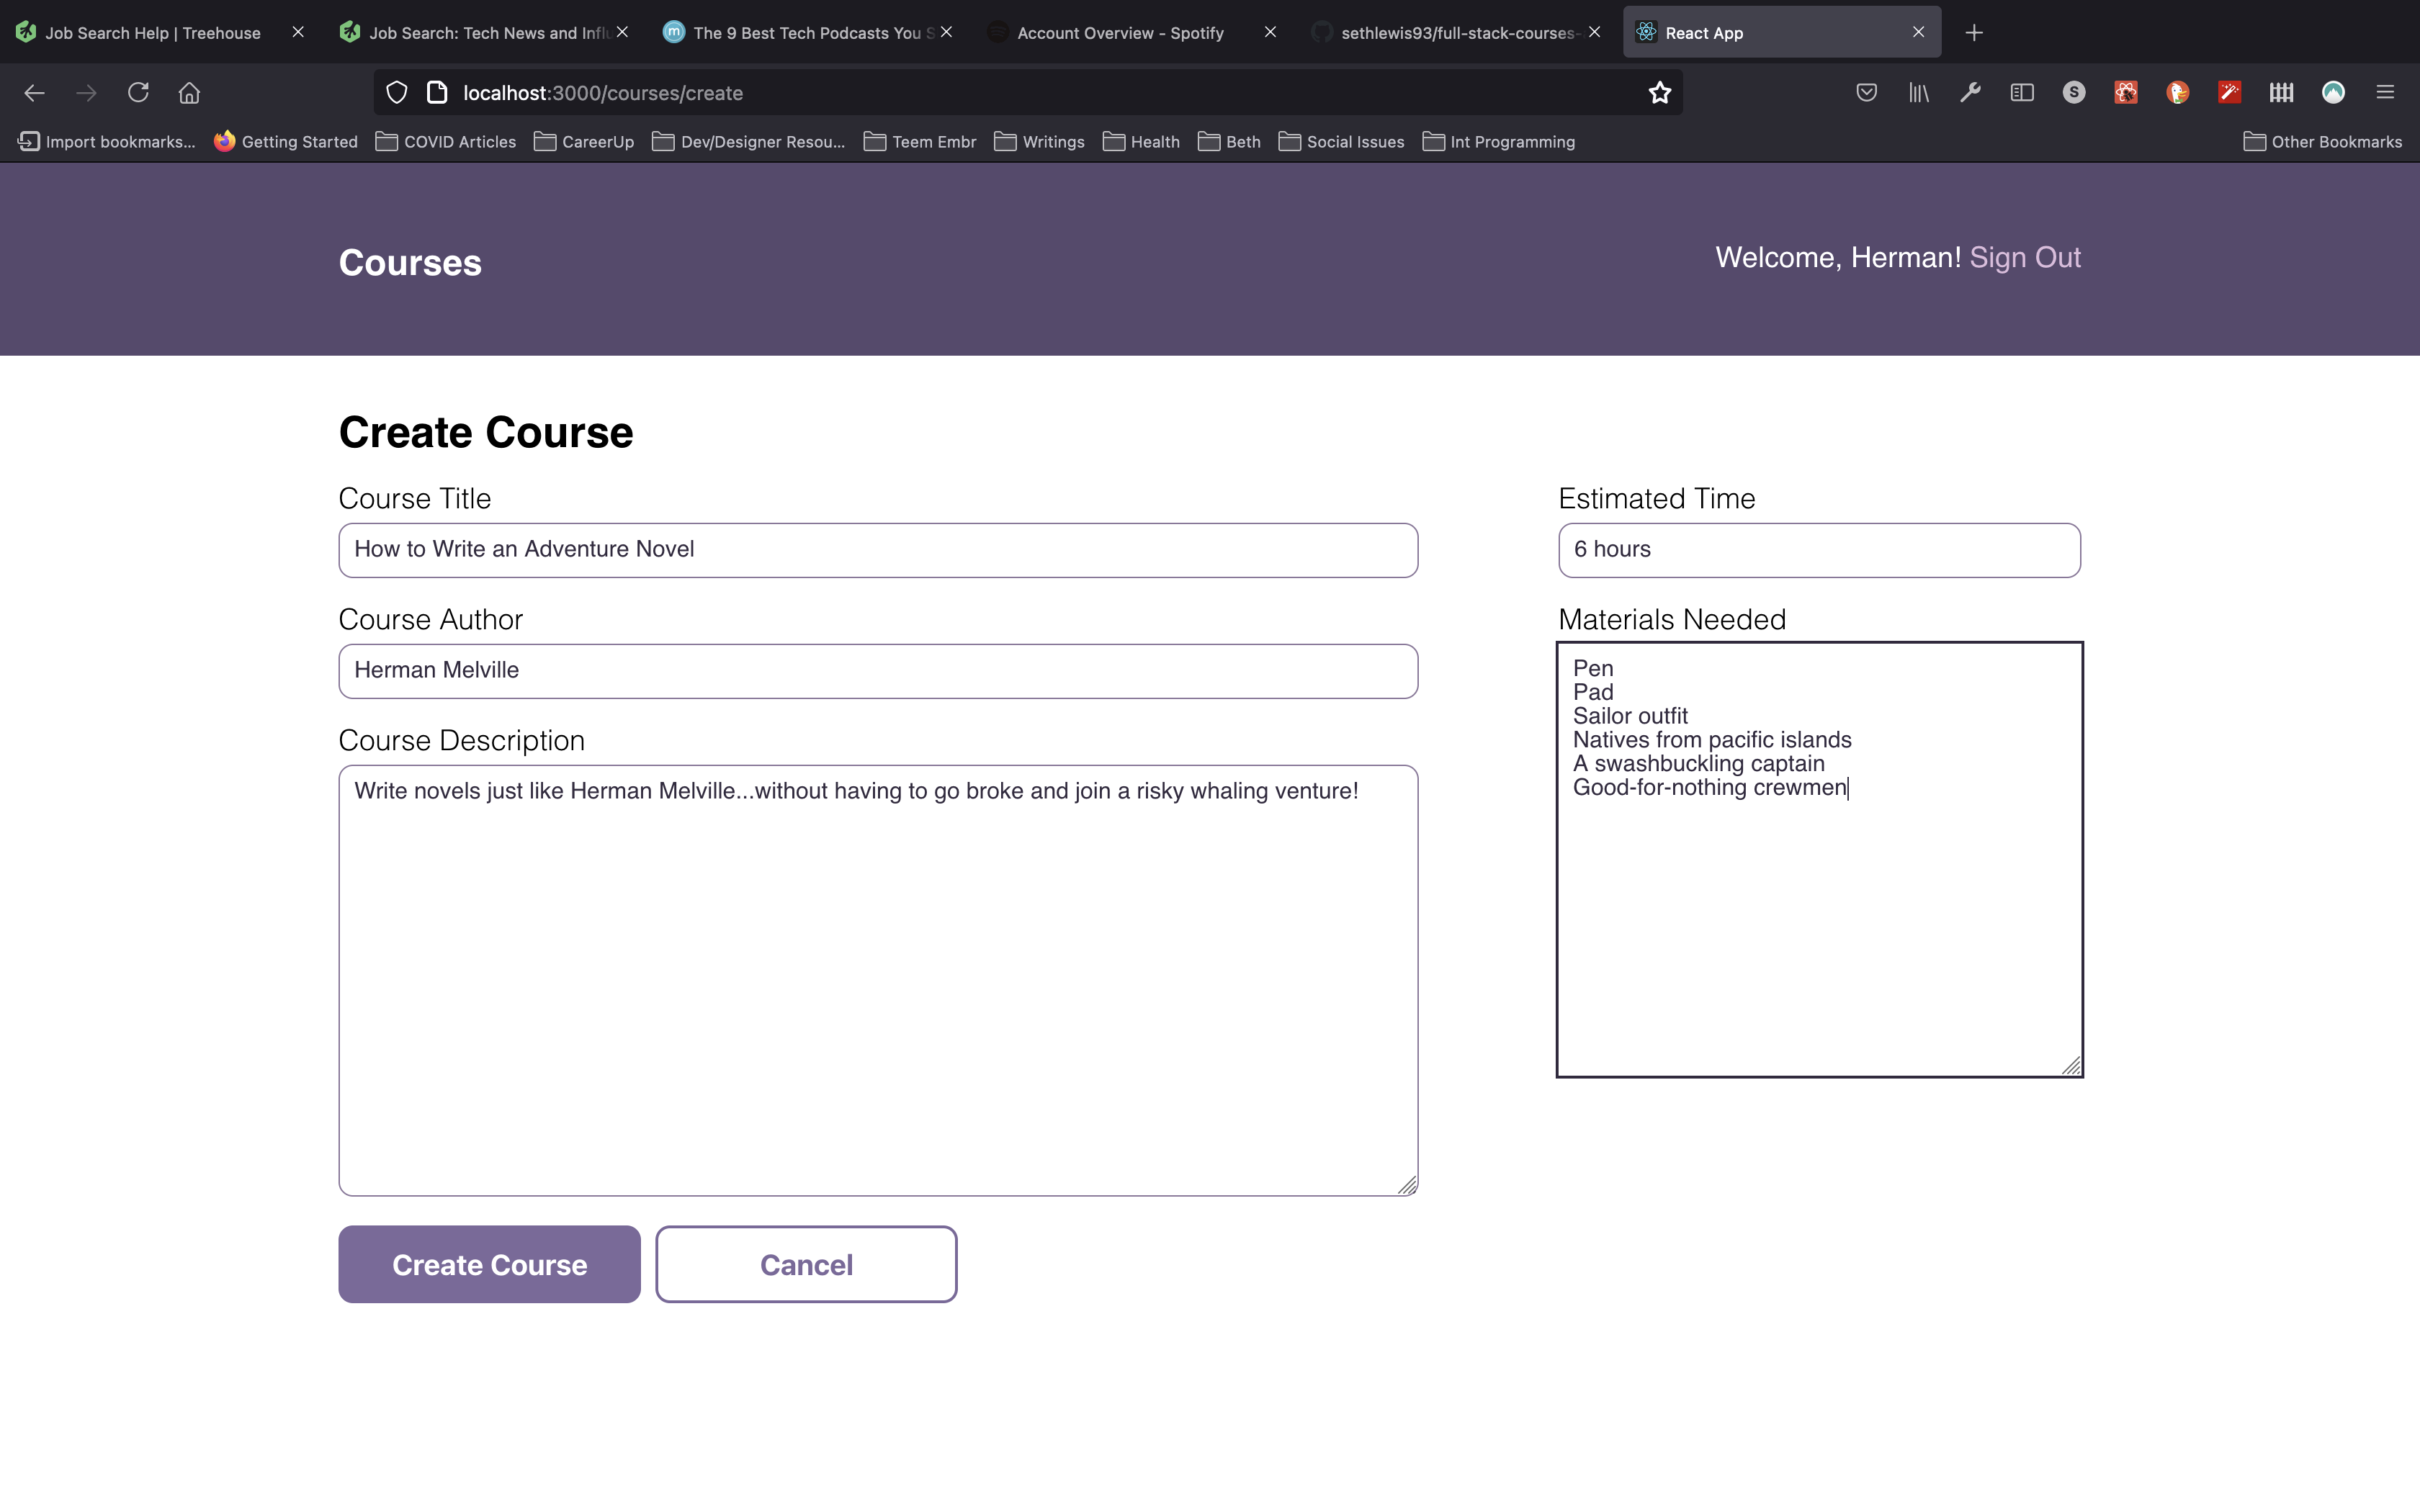 Job Search Help | Treehouse
Job Search: Tech News and Influ
m
The 9 Best Tech Podcasts You S
Account Overview - Spotify
sethlewis93/full-stack-courses-
React App
localhost:3000/courses/create
S
Import bookmarks...
Getting Started
COVID Articles
CareerUp
Dev/Designer Resou...
Teem Embr
Writings
Health
Beth
Social Issues
Int Programming
Other Bookmarks
Courses
Welcome, Herman! Sign Out
Create Course
Course Title
How to Write an Adventure Novel
Course Author
Herman Melville
Course Description
Write novels just like Herman Melville...without having to go broke and join a risky whaling venture!
Estimated Time
6 hours
Materials Needed
Pen
Pad
Sailor outfit
Natives from pacific islands
A swashbuckling captain
Good-for-nothing crewmen
Create Course
Cancel